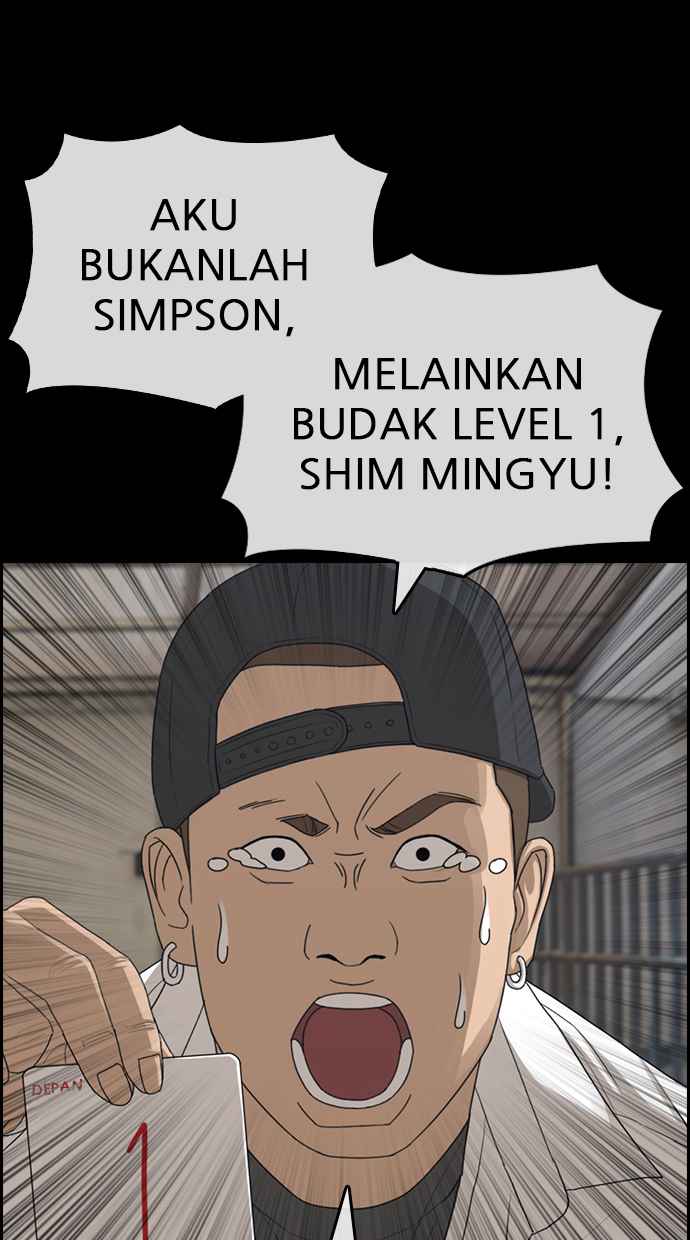 AKU
BUKANLAH
SIMPSON,
MELAINKAN
BUDAK LEVEL 1,
SHIM MINGYU!
DEPAN
1